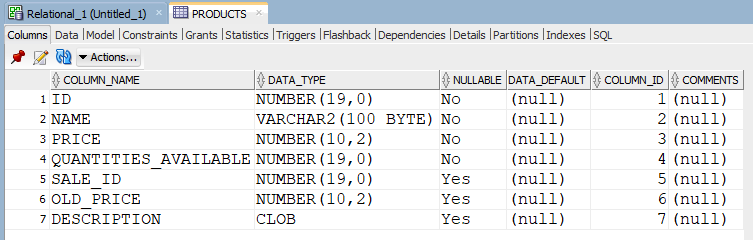 Relational_1 (Untitled_1) PRODUCTS
Columns Data Model Constraints Grants Statistics Triggers Flashback Dependencies Details Partitions Indexes SQL
Actions...
COLUMN_NAME DATA_TYPE NULLABLE DATA_DEFAULT COLUMN_ID COMMENTS
1 ID NUMBER(19,0) No (null) 1 (null)
2 NAME VARCHAR2(100 BYTE) No (null) 2 (null)
3 PRICE NUMBER(10,2) No (null) 3 (null)
4 QUANTITIES_AVAILABLE NUMBER(19,0) No (null) 4 (null)
5 SALE_ID NUMBER(19,0) Yes (null) 5 (null)
6 OLD_PRICE NUMBER(10,2) Yes (null) 6 (null)
7 DESCRIPTION CLOB Yes (null) 7 (null)